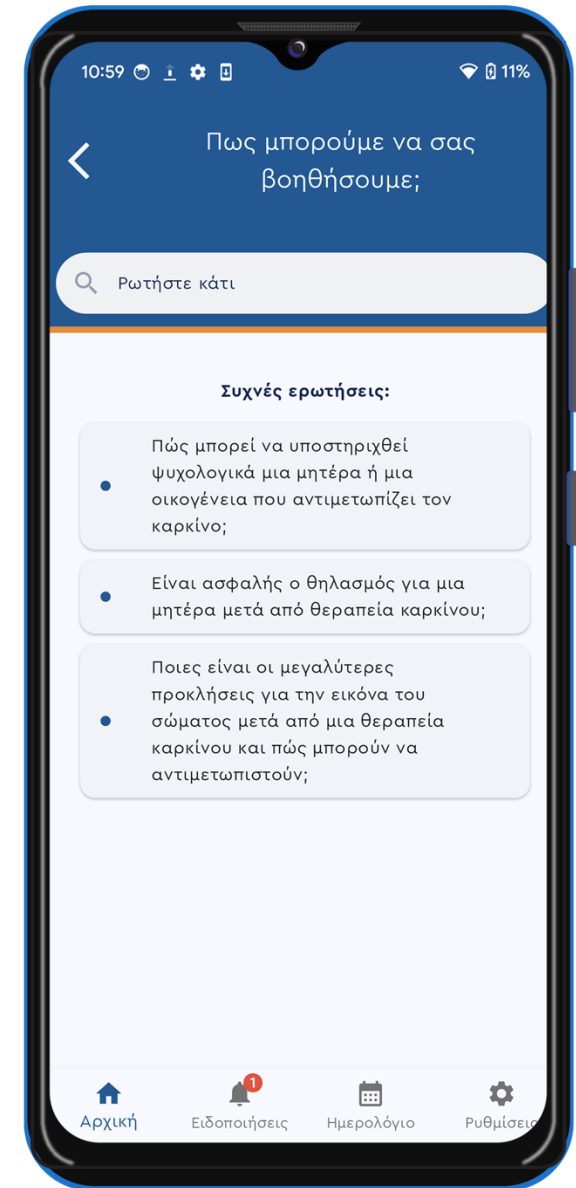 10:59
11%
Πως μπορούμε να σας
βοηθήσουμε;
Ρωτήστε κάτι
Συχνές ερωτήσεις:
Πώς μπορεί να υποστηριχθεί
ψυχολογικά μια μητέρα ή μια
οικογένεια που αντιμετωπίζει τον
καρκίνο;
Είναι ασφαλής ο θηλασμός για μια
μητέρα μετά από θεραπεία καρκίνου;
Ποιες είναι οι μεγαλύτερες
προκλήσεις για την εικόνα του
σώματος μετά από μια θεραπεία
καρκίνου και πώς μπορούν να
αντιμετωπιστούν;
1
Αρχική
Ειδοποιήσεις
Ημερολόγιο
Ρυθμίσεις